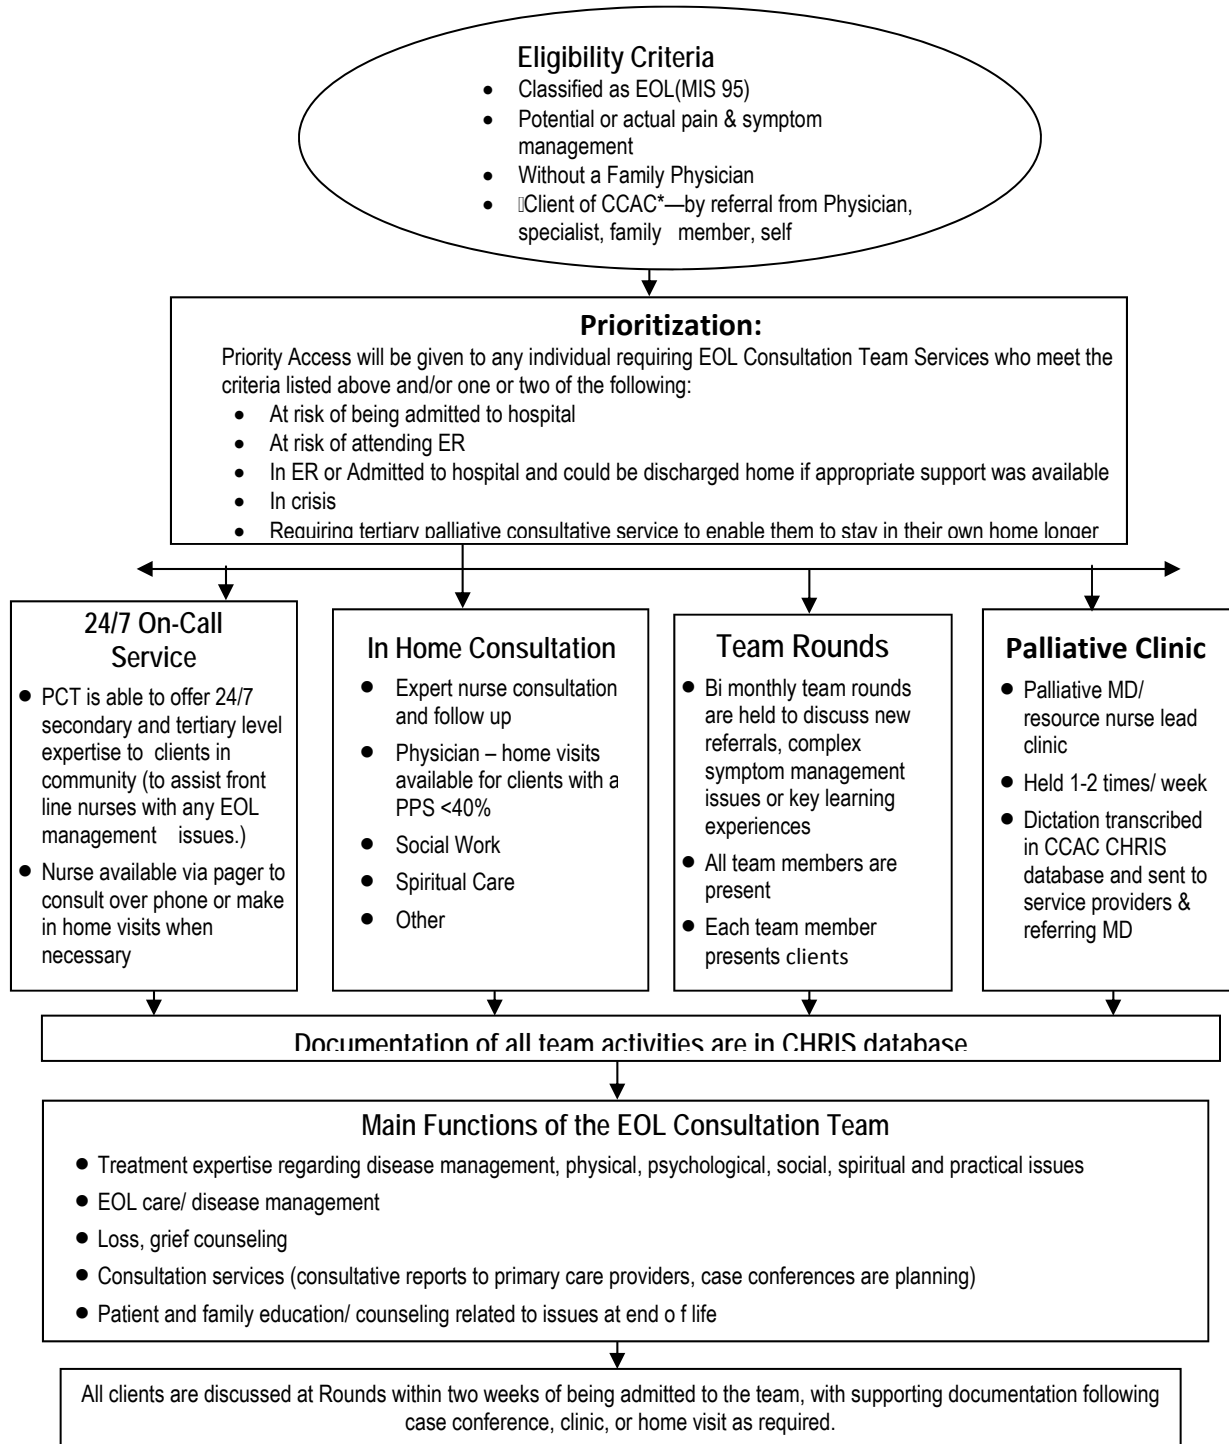 Eligibility Criteria
• Classified as EOL(MIS 95)
• Potential or actual pain & symptom
management
• Without a Family Physician
• Client of CCAC*—by referral from Physician,
specialist, family member, self
Prioritization:
Priority Access will be given to any individual requiring EOL Consultation Team Services who meet the
criteria listed above and/or one or two of the following:
• At risk of being admitted to hospital
• At risk of attending ER
• In ER or Admitted to hospital and could be discharged home if appropriate support was available
• In crisis
• Requiring tertiary palliative consultative service to enable them to stay in their own home longer
24/7 On-Call
Service
• PCT is able to offer 24/7
secondary and tertiary level
expertise to clients in
community (to assist front
line nurses with any EOL
management issues.)
• Nurse available via pager to
consult over phone or make
in home visits when
necessary
In Home Consultation
• Expert nurse consultation
and follow up
• Physician – home visits
available for clients with a
PPS <40%
• Social Work
• Spiritual Care
• Other
Team Rounds
• Bi monthly team rounds
are held to discuss new
referrals, complex
symptom management
issues or key learning
experiences
• All team members are
present
• Each team member
presents clients
Palliative Clinic
• Palliative MD/
resource nurse lead
clinic
• Held 1-2 times/ week
• Dictation transcribed
in CCAC CHRIS
database and sent to
service providers &
referring MD
Documentation of all team activities are in CHRIS database
Main Functions of the EOL Consultation Team
• Treatment expertise regarding disease management, physical, psychological, social, spiritual and practical issues
• EOL care/ disease management
• Loss, grief counseling
• Consultation services (consultative reports to primary care providers, case conferences are planning)
• Patient and family education/ counseling related to issues at end o f life
All clients are discussed at Rounds within two weeks of being admitted to the team, with supporting documentation following
case conference, clinic, or home visit as required.